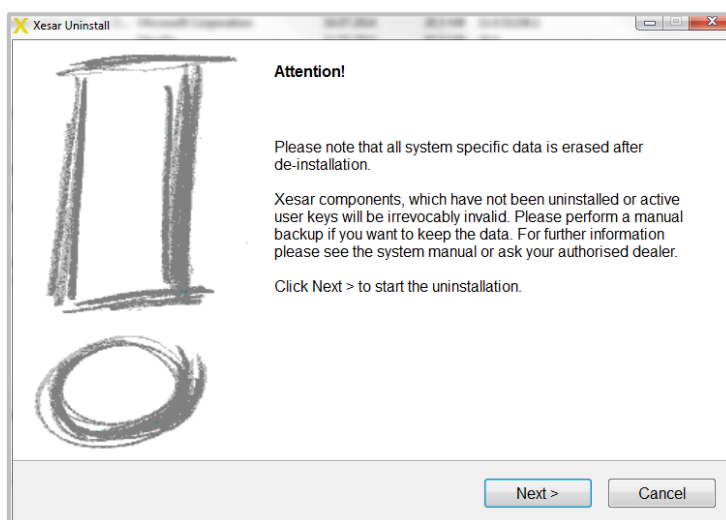 Xesar Uninstall
Microsoft Corporation
Attention!
Please note that all system specific data is erased after
de-installation.
Xesar components, which have not been uninstalled or active
user keys will be irrevocably invalid. Please perform a manual
backup if you want to keep the data. For further information
please see the system manual or ask your authorised dealer.
Click Next > to start the uninstallation.
Next >
Cancel